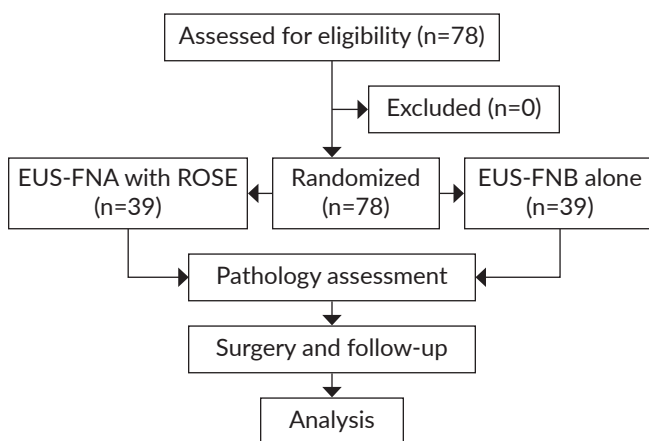 Assessed for eligibility (n=78)
Excluded (n=0)
EUS-FNA with ROSE
(n=39)
Randomized
(n=78)
EUS-FNB alone
(n=39)
Pathology assessment
Surgery and follow-up
Analysis